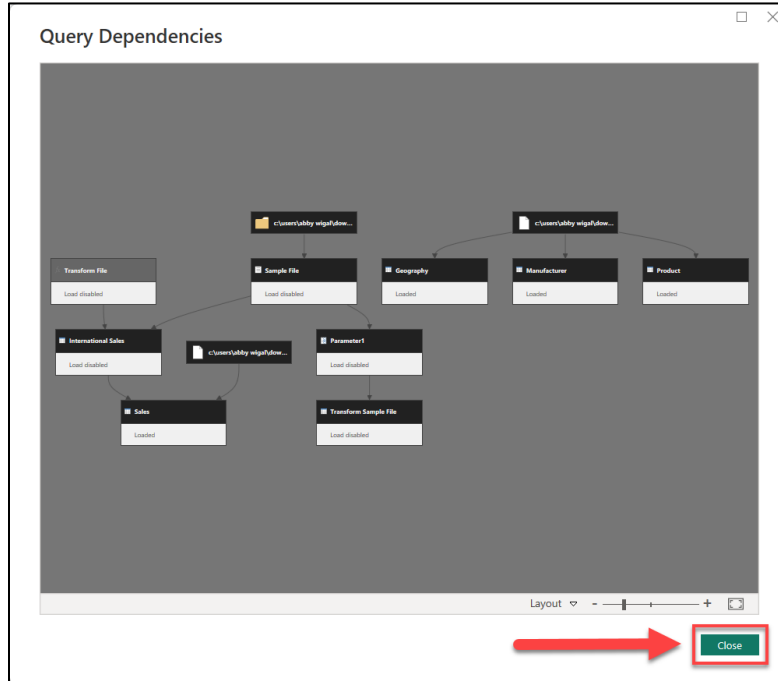 Query Dependencies
c:\users\abby wigal\dow...
c:\users\abby wigal\dow...
Transform File
Load disabled
Sample File
Load disabled
Geography
Loaded
Manufacturer
Loaded
Product
Loaded
International Sales
Load disabled
c:\users\abby wigal\dow...
Parameter1
Load disabled
Sales
Loaded
Transform Sample File
Load disabled
Layout
Close